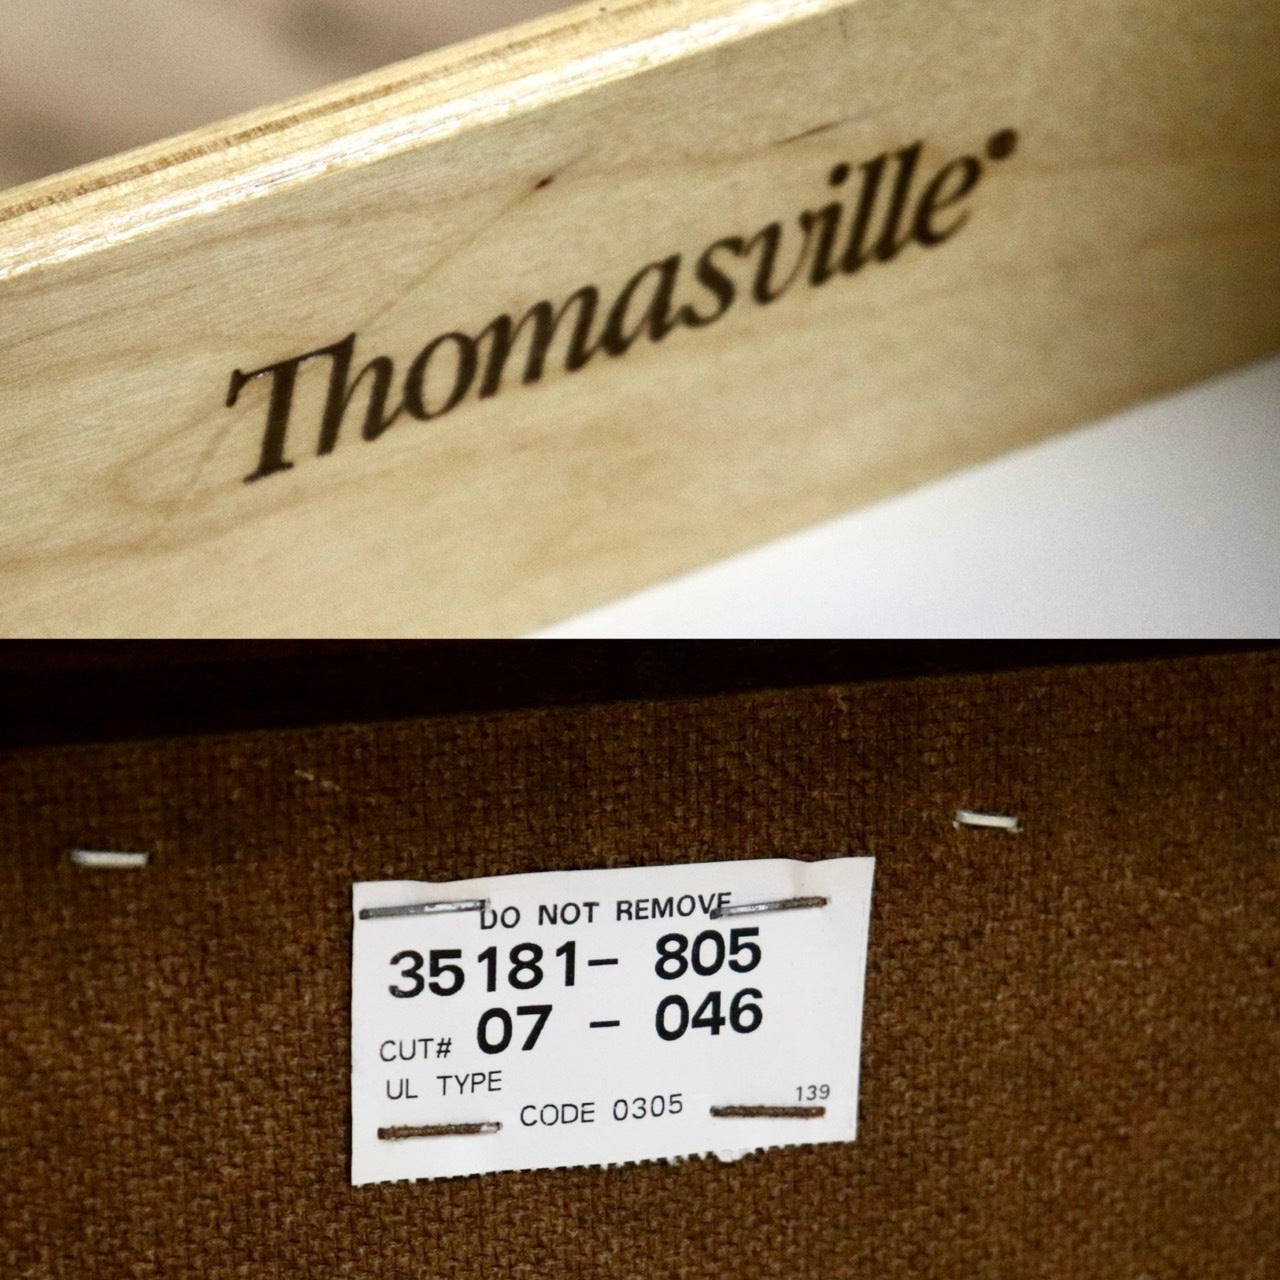 Thomasville
DO NOT REMOVE
35181- 805
CUT# 07 - 046
UL TYPE
CODE 0305 139